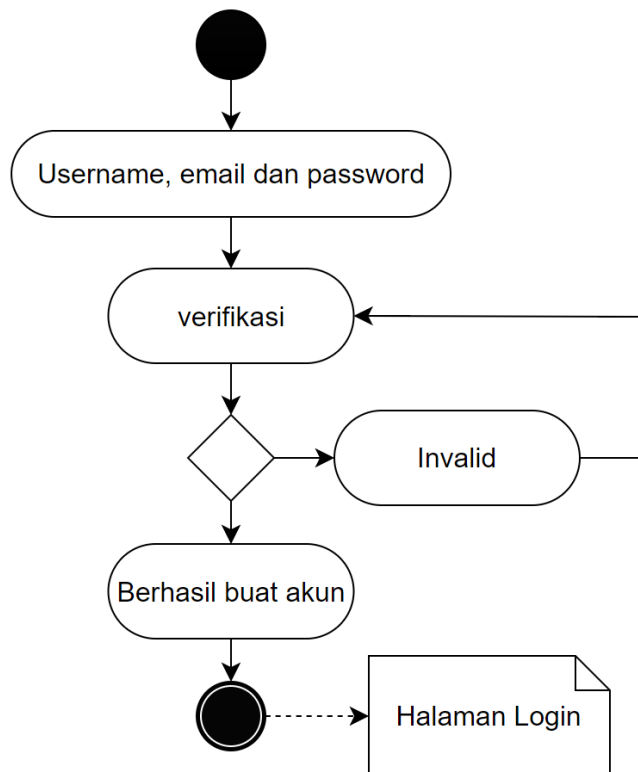 Username, email dan password
verifikasi
Invalid
Berhasil buat akun
Halaman Login